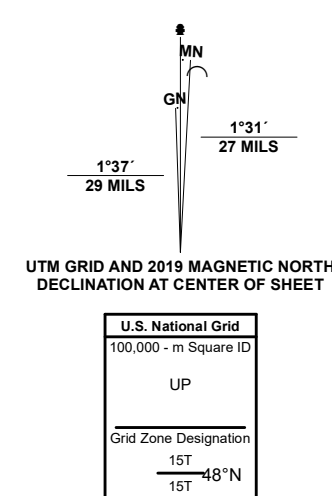 MN
GN
1°31´
27 MILS
1°37´
29 MILS
UTM GRID AND 2019 MAGNETIC NORTH
DECLINATION AT CENTER OF SHEET
U.S. National Grid
100,000 - m Square ID
UP
Grid Zone Designation
15T
48°N
15T